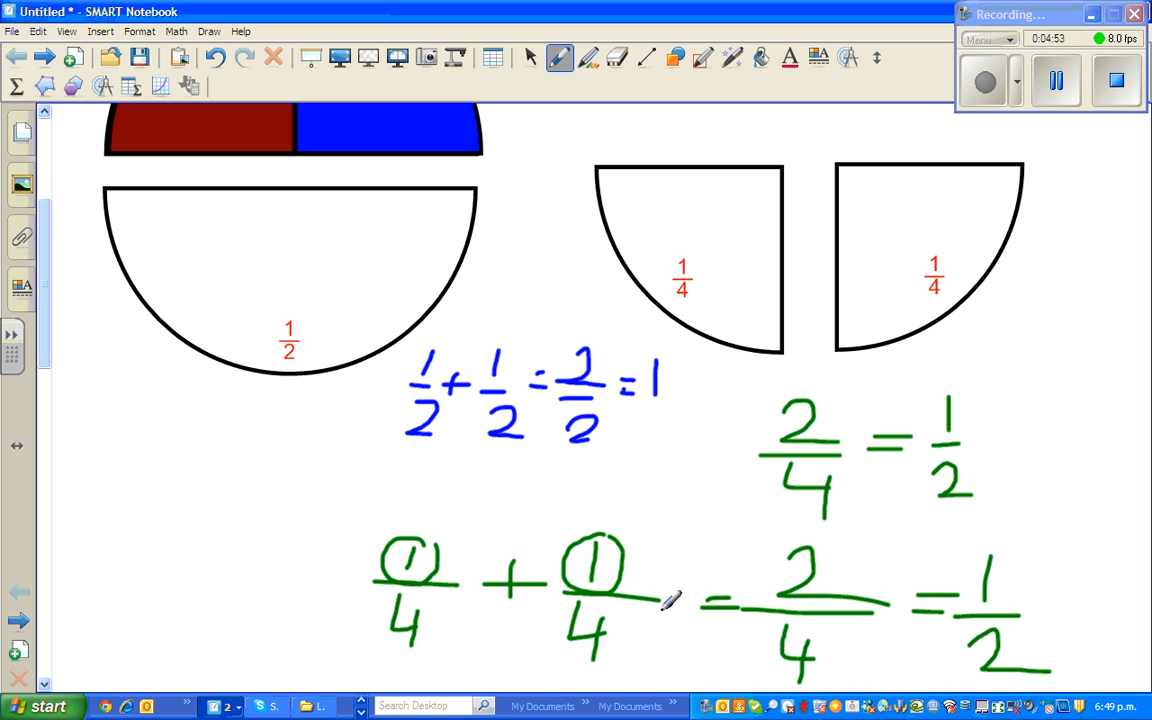 Untitled * - SMART Notebook
Recording...
File Edit View Insert Format Math Draw Help
Menu 0:04:53 8.0 fps
1/4 1/4
1/2
1/2 + 1/2 = 2/2 = 1
2/4 = 1/2
1/4 + 1/4 = 2/4 = 1/2
start 2 S. L. Search Desktop My Documents My Documents 6:49 p.m.